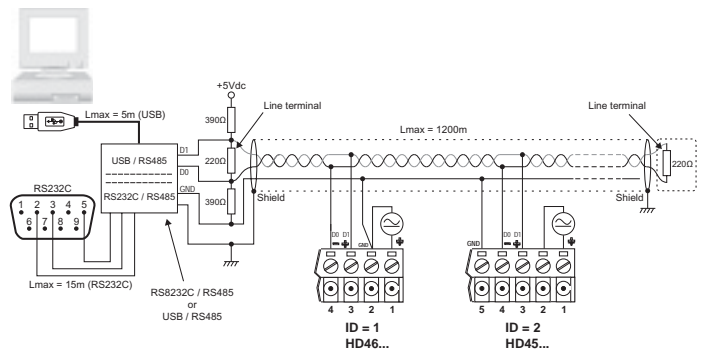 +5Vdc
Lmax = 5m (USB)
390Ω
Line terminal
Line terminal
Lmax = 1200m
D1
USB / RS485
220Ω
220Ω
D0
RS232C
GND
RS232C / RS485
390Ω
Shield
Shield
1 2 3 4 5
6 7 8 9
D0 D1
GND
GND
D0 D1
Lmax = 15m (RS232C)
RS8232C / RS485
or
USB / RS485
4 3 2 1
5 4 3 2 1
ID = 1
HD46...
ID = 2
HD45...